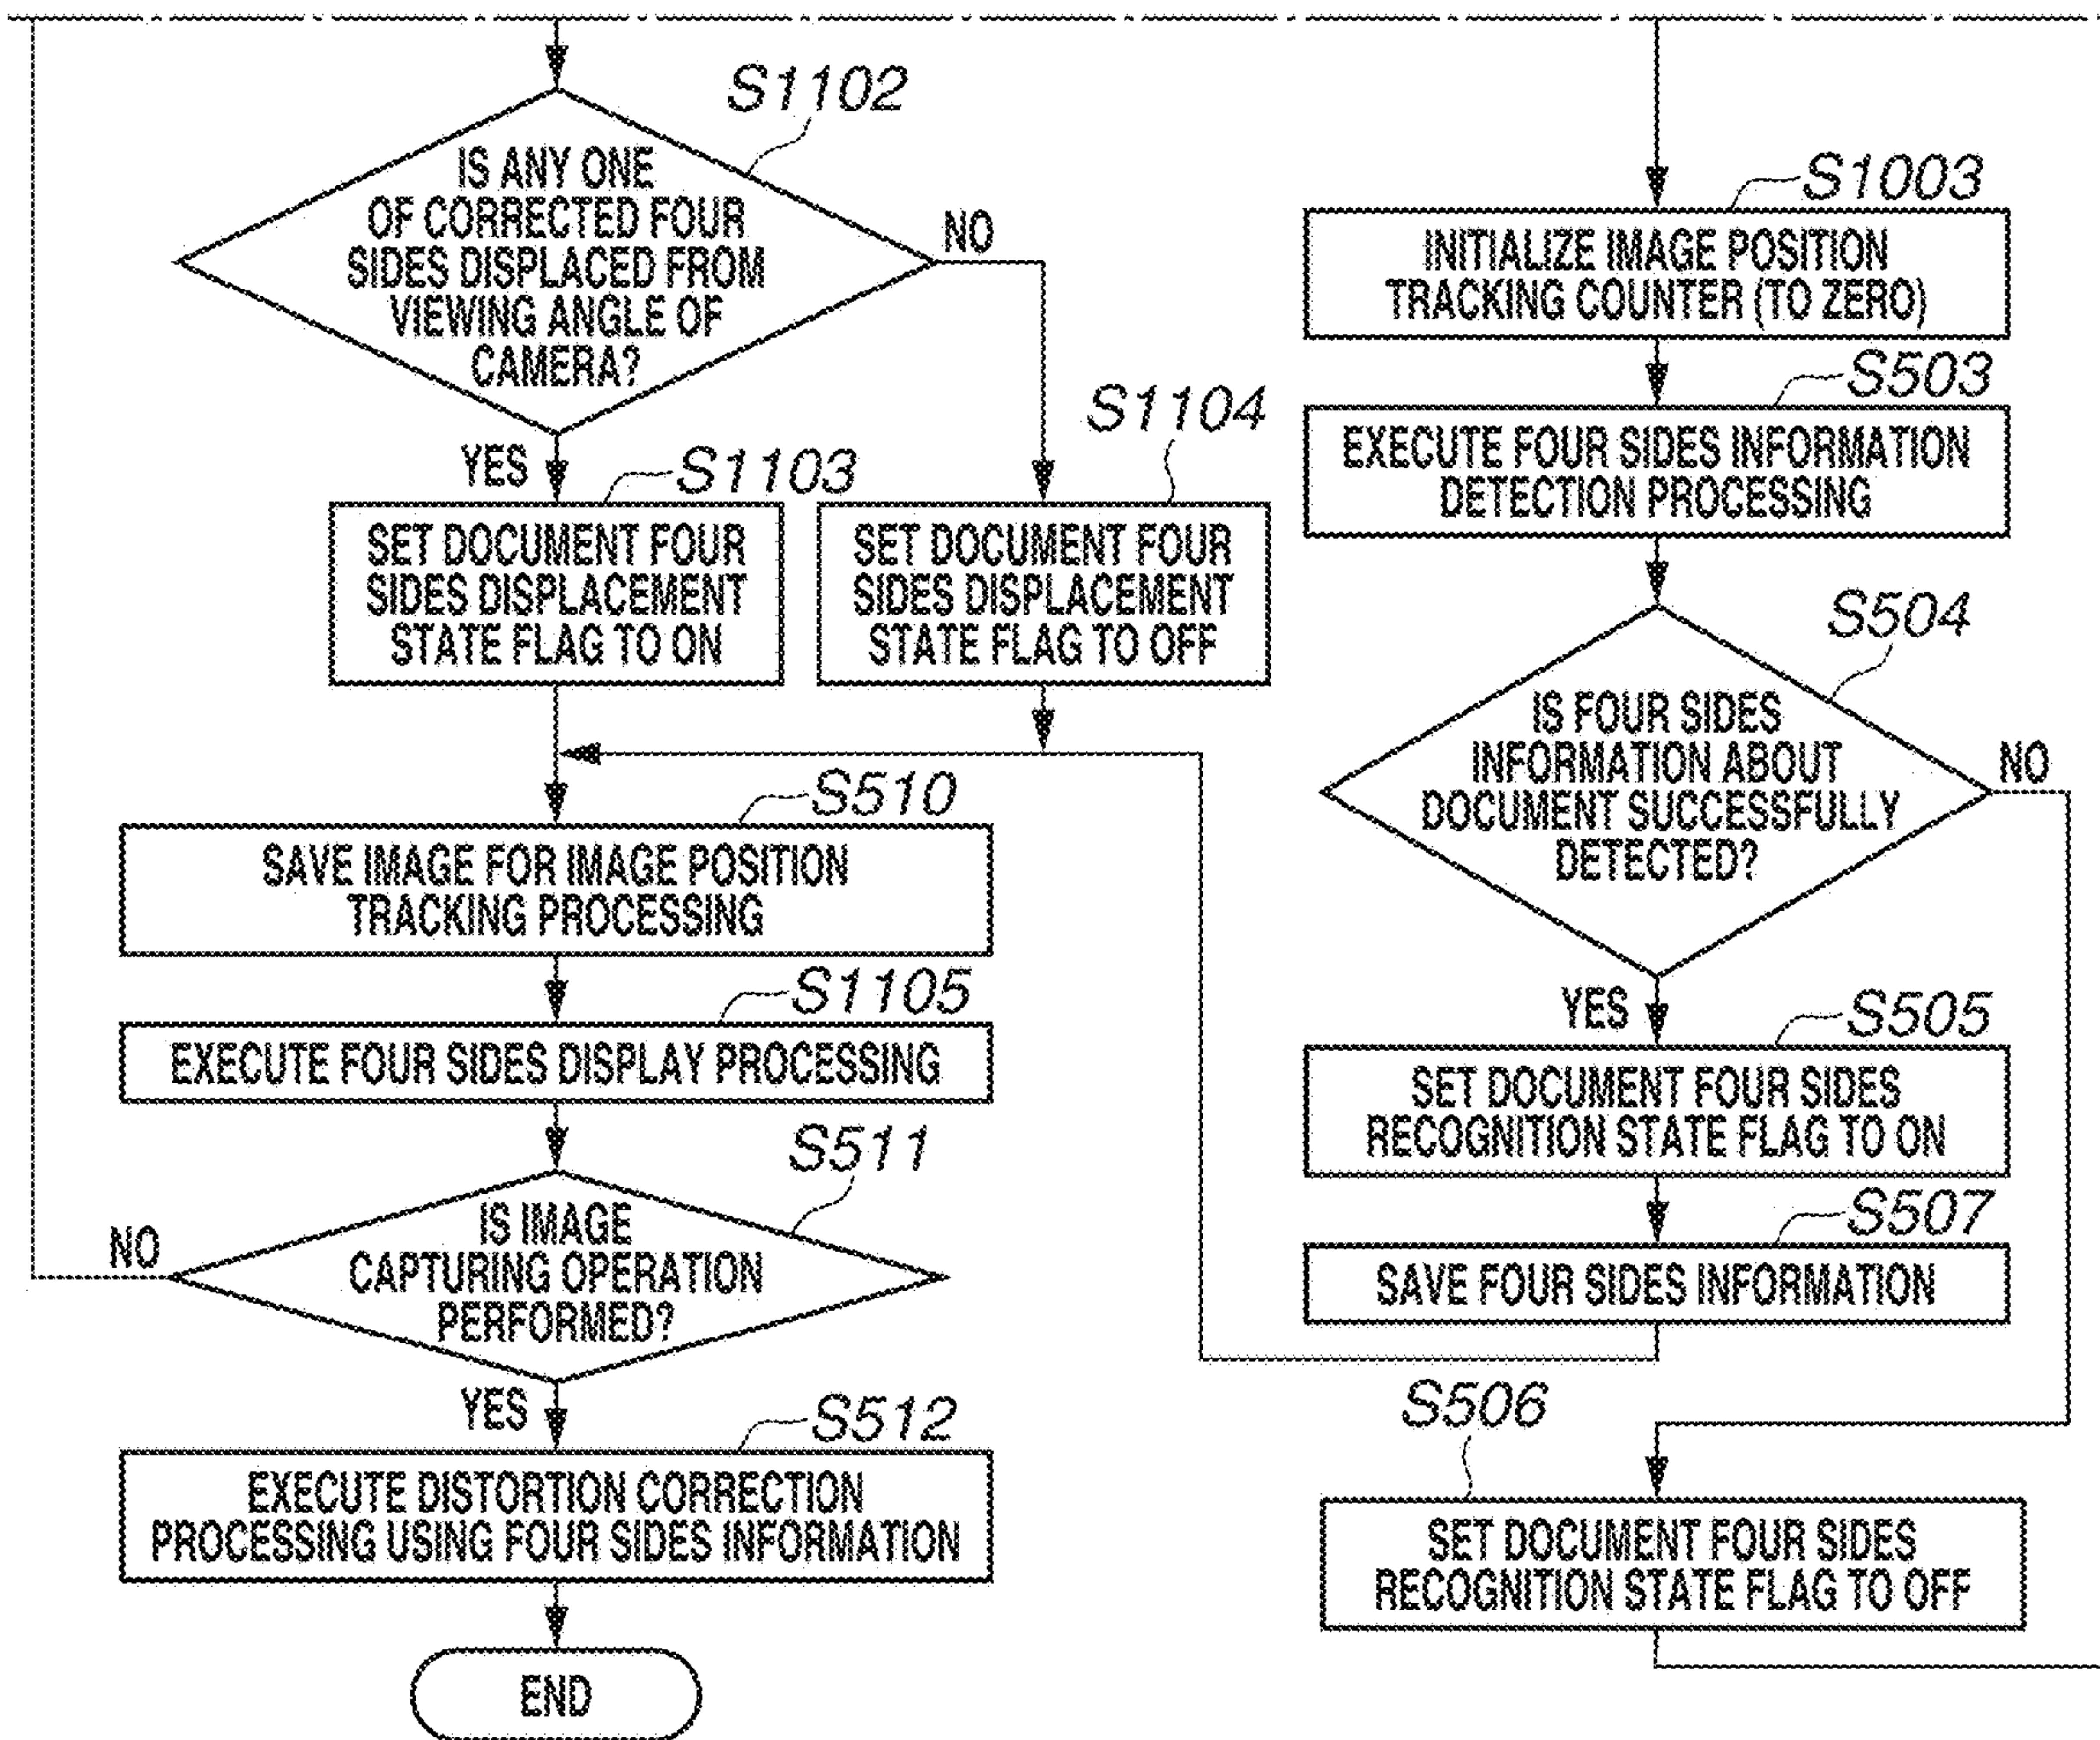 S1102
IS ANY ONE
OF CORRECTED FOUR
SIDES DISPLACED FROM
VIEWING ANGLE OF
CAMERA?
NO
YES
S1103
SET DOCUMENT FOUR
SIDES DISPLACEMENT
STATE FLAG TO ON
S1104
SET DOCUMENT FOUR
SIDES DISPLACEMENT
STATE FLAG TO OFF
S510
SAVE IMAGE FOR IMAGE POSITION
TRACKING PROCESSING
S1105
EXECUTE FOUR SIDES DISPLAY PROCESSING
S511
IS IMAGE
CAPTURING OPERATION
PERFORMED?
NO
YES
S512
EXECUTE DISTORTION CORRECTION
PROCESSING USING FOUR SIDES INFORMATION
END
S1003
INITIALIZE IMAGE POSITION
TRACKING COUNTER (TO ZERO)
S503
EXECUTE FOUR SIDES INFORMATION
DETECTION PROCESSING
S504
IS FOUR SIDES
INFORMATION ABOUT
DOCUMENT SUCCESSFULLY
DETECTED?
NO
YES
S505
SET DOCUMENT FOUR SIDES
RECOGNITION STATE FLAG TO ON
S507
SAVE FOUR SIDES INFORMATION
S506
SET DOCUMENT FOUR SIDES
RECOGNITION STATE FLAG TO OFF